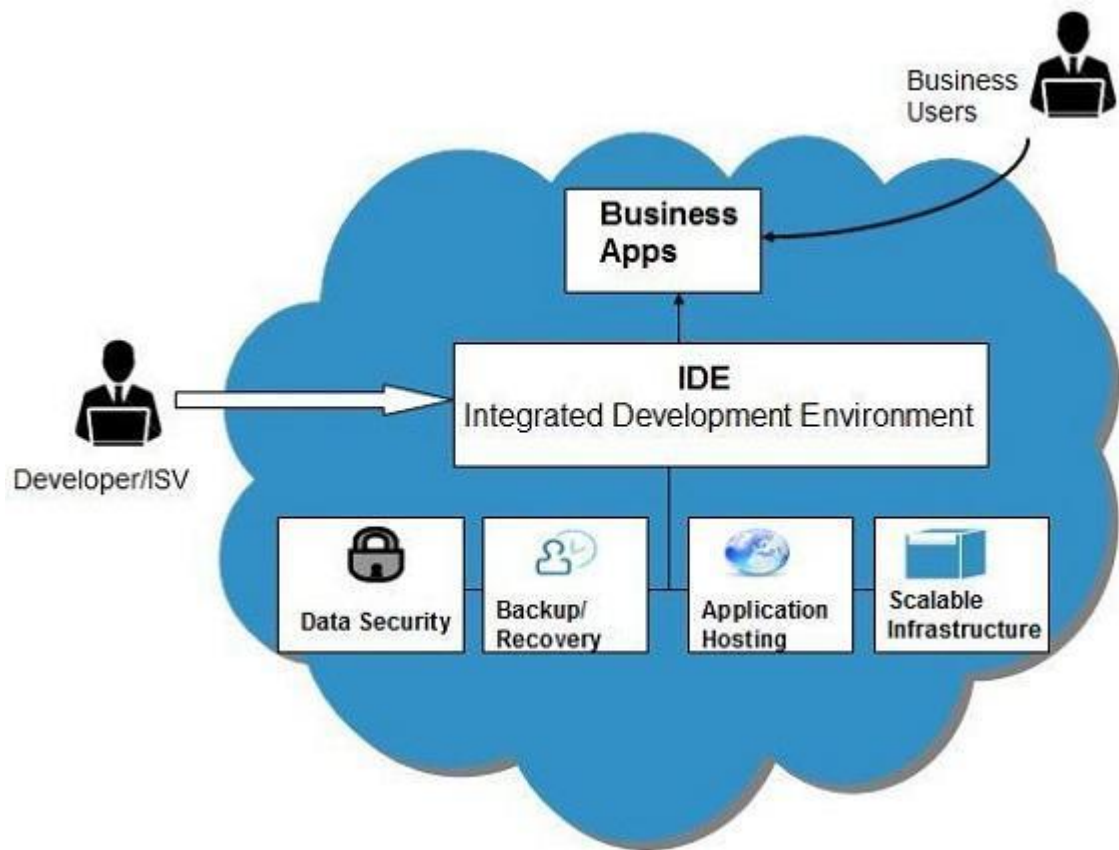 Business
Users
Business
Apps
IDE
Integrated Development Environment
Developer/ISV
Data Security
Backup/
Recovery
Application
Hosting
Scalable
Infrastructure